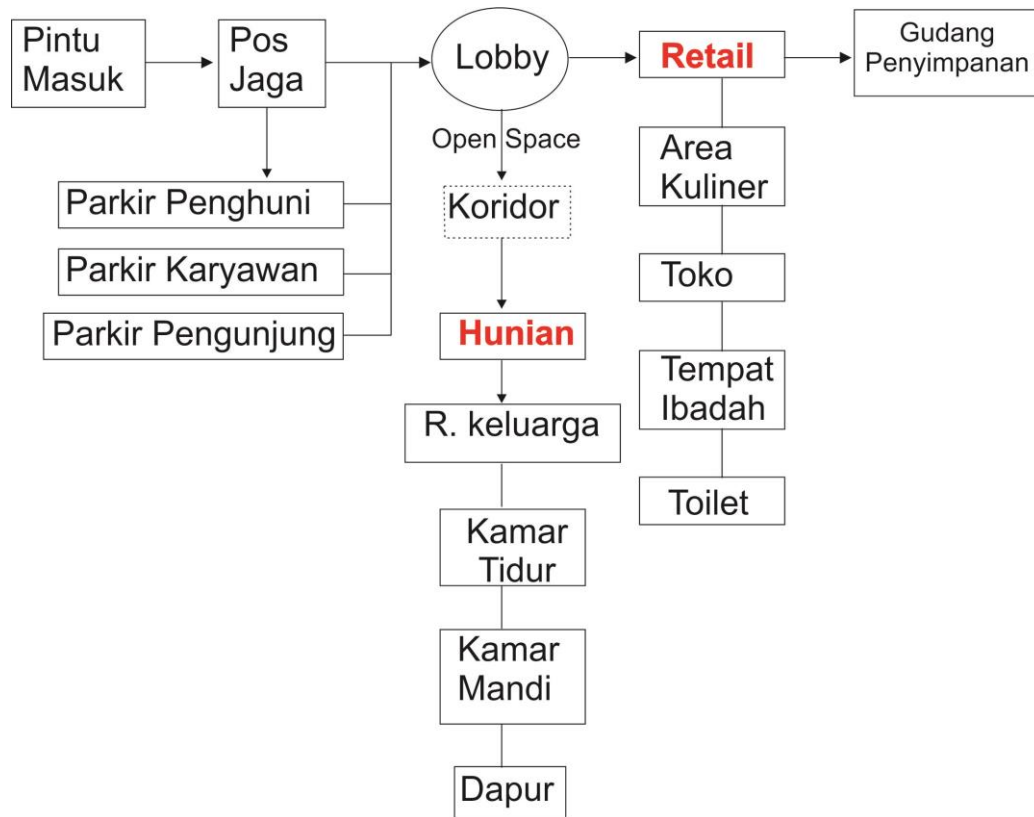 Pintu
Masuk
Pos
Jaga
Lobby
Retail
Gudang
Penyimpanan
Open Space
Parkir Penghuni
Parkir Karyawan
Parkir Pengunjung
Koridor
Hunian
R. keluarga
Kamar
Tidur
Kamar
Mandi
Dapur
Area
Kuliner
Toko
Tempat
Ibadah
Toilet